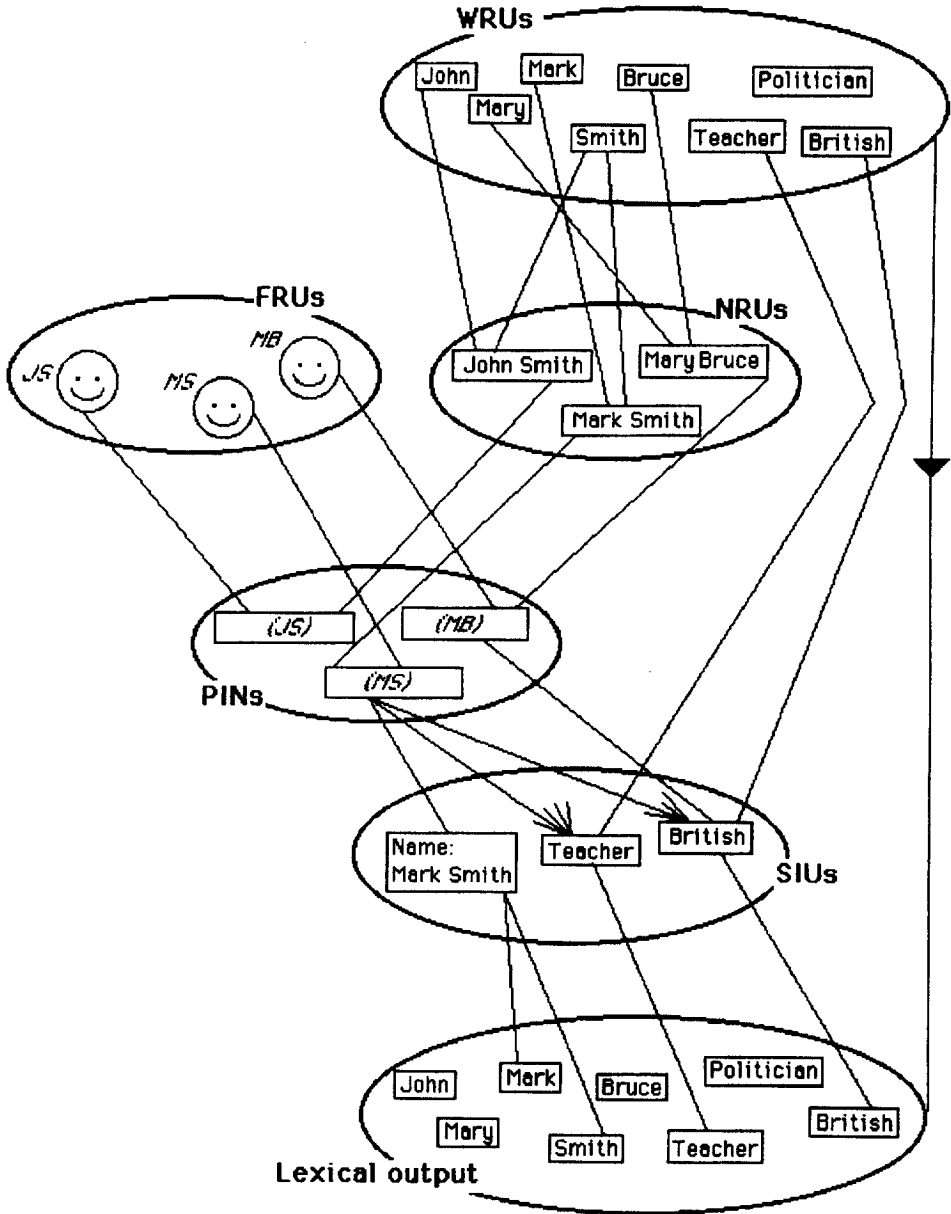 WRUs
John
Mark
Bruce
Politician
Mary
Smith
Teacher
British
FRUs
NRUs
JS
MS
MB
John Smith
Mary Bruce
Mark Smith
(JS)
(MB)
(MS)
PINs
Name:
Mark Smith
Teacher
British
SIUs
John
Mark
Bruce
Politician
Mary
Smith
Teacher
British
Lexical output